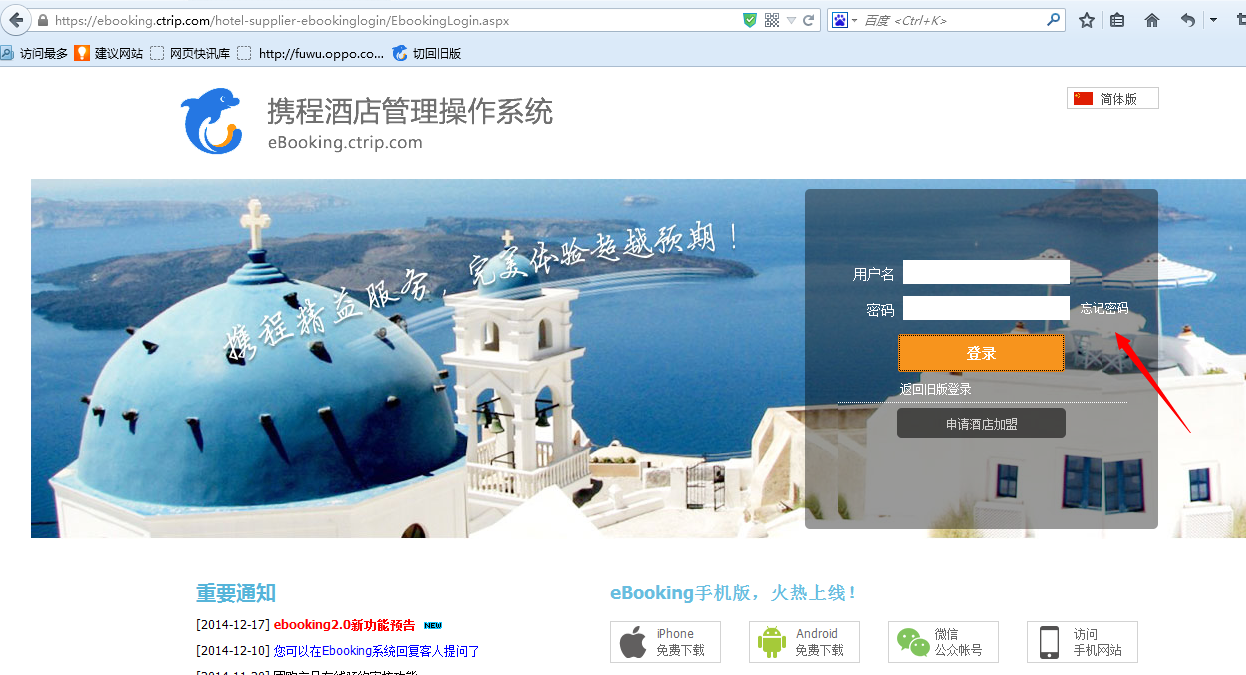 https://ebooking.ctrip.com/hotel-supplier-ebookinglogin/EbookingLogin.aspx
百度 <Ctrl+K>
访问最多 建议网站 网页快讯库 http://fuwu.oppo.co... 切回旧版
携程酒店管理操作系统
eBooking.ctrip.com
简体版
携程精益服务，完美体验超越预期！
用户名
密码 忘记密码
登录
返回旧版登录
申请酒店加盟
重要通知
[2014-12-17] ebooking2.0新功能预告 NEW
[2014-12-10] 您可以在Ebooking系统回复客人提问了
eBooking手机版，火热上线！
iPhone
免费下载
Android
免费下载
微信
公众帐号
访问
手机网站